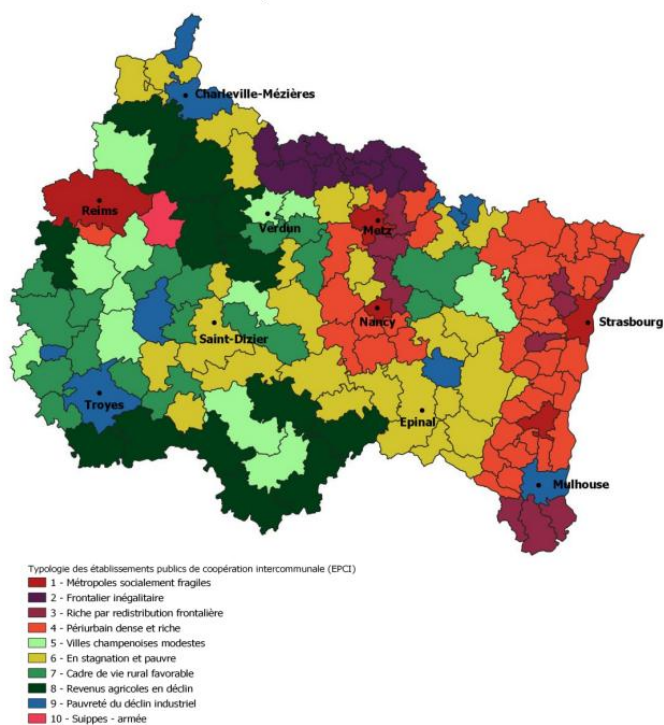 Charleville-Mézières
Reims
Verdun
Metz
Nancy
Strasbourg
Saint-DIzier
Troyes
Epinal
Mulhouse
Typologie des établissements publics de coopération intercommunale (EPCI)
1 - Métropoles socialement fragiles
2 - Frontalier inégalitaire
3 - Riche par redistribution frontalière
4 - Périurbain dense et riche
5 - Villes champenoises modestes
6 - En stagnation et pauvre
7 - Cadre de vie rural favorable
8 - Revenus agricoles en déclin
9 - Pauvreté du déclin industriel
10 - Suippes - armée